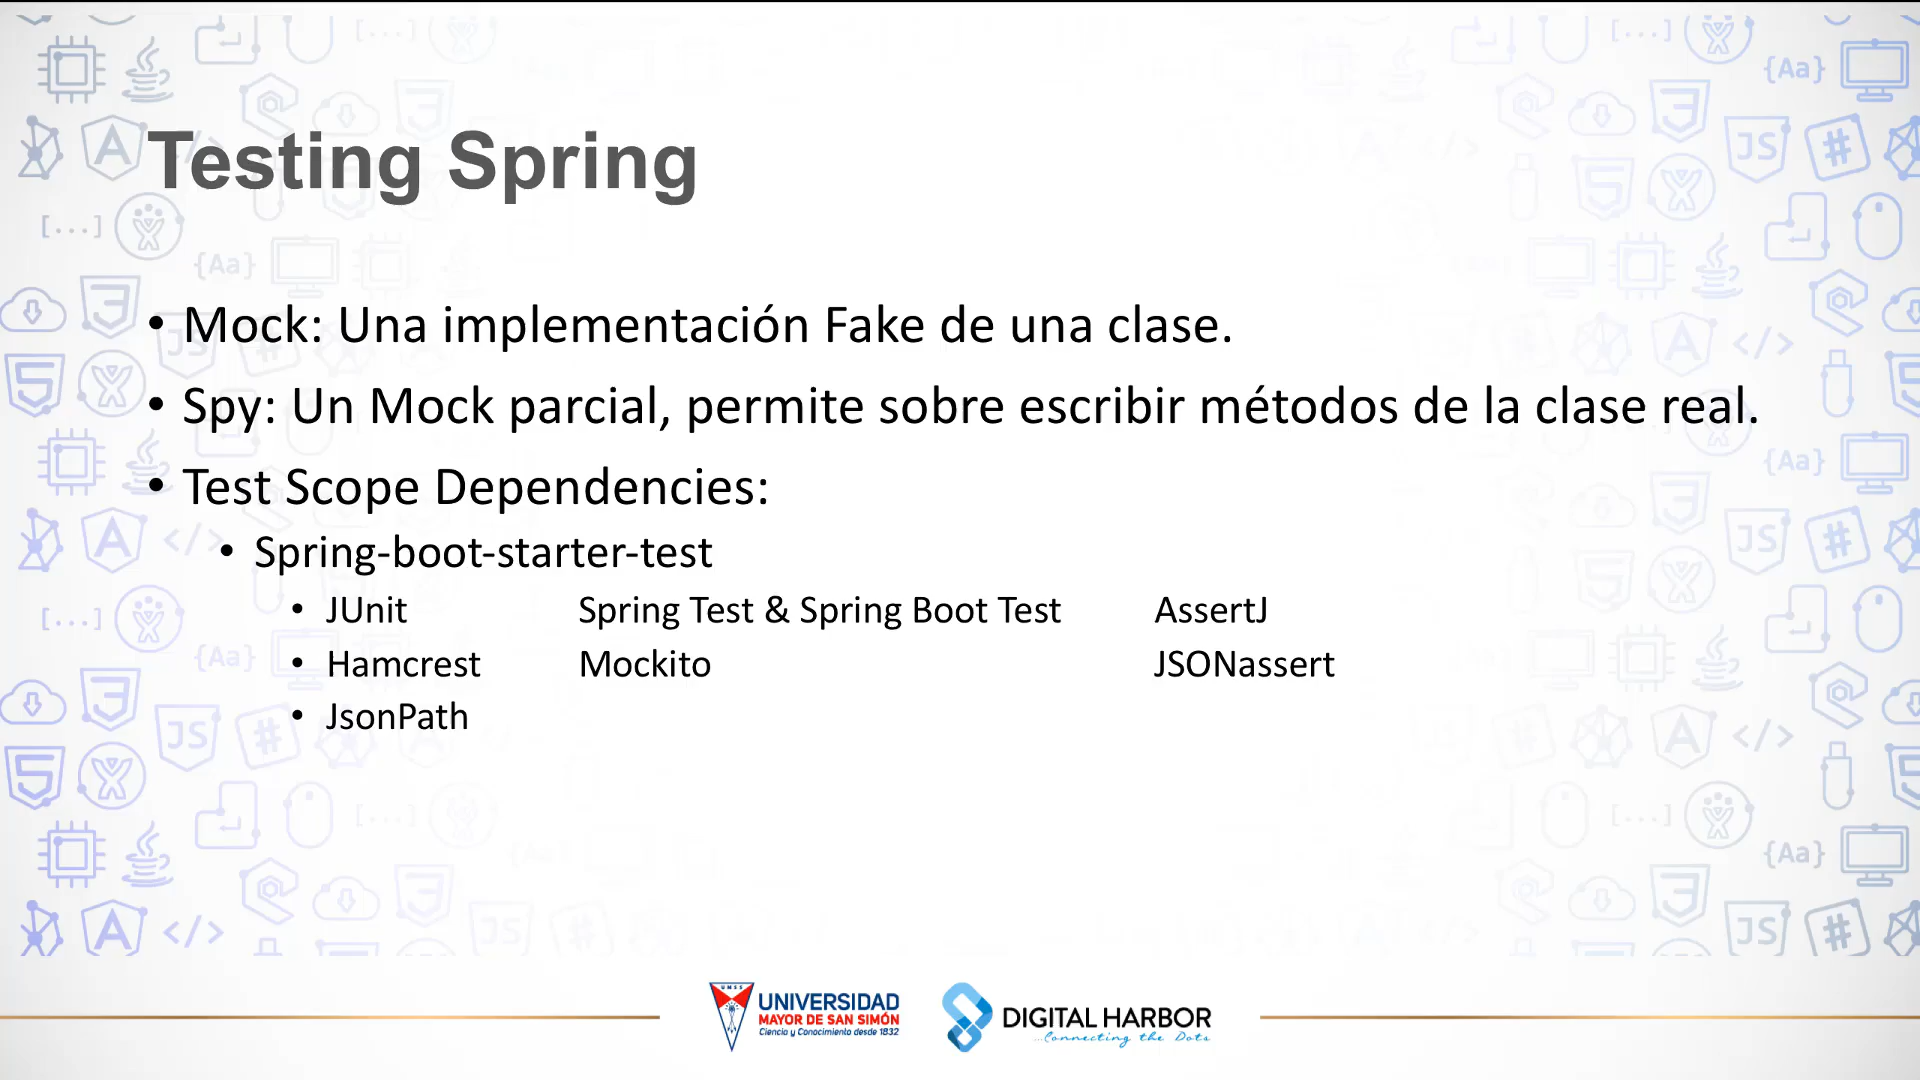 Testing Spring
• Mock: Una implementación Fake de una clase.
• Spy: Un Mock parcial, permite sobre escribir métodos de la clase real.
• Test Scope Dependencies:
• Spring-boot-starter-test
• JUnit Spring Test & Spring Boot Test AssertJ
• Hamcrest Mockito JSONassert
• JsonPath
UMSS
UNIVERSIDAD
MAYOR DE SAN SIMÓN
Ciencia y Conocimiento desde 1832
DIGITAL HARBOR
...Connecting the Dots